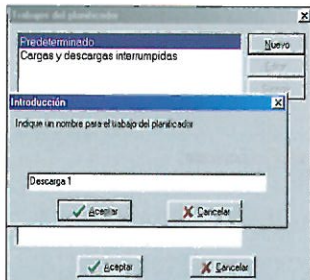 Trabajos del planificador
Predeterminado
Cargas y descargas interrumpidas
Nuevo
Introducción
Indique un nombre para el trabajo del planificador
Descarga 1
Aceptar
Cancelar
Aceptar
Cancelar